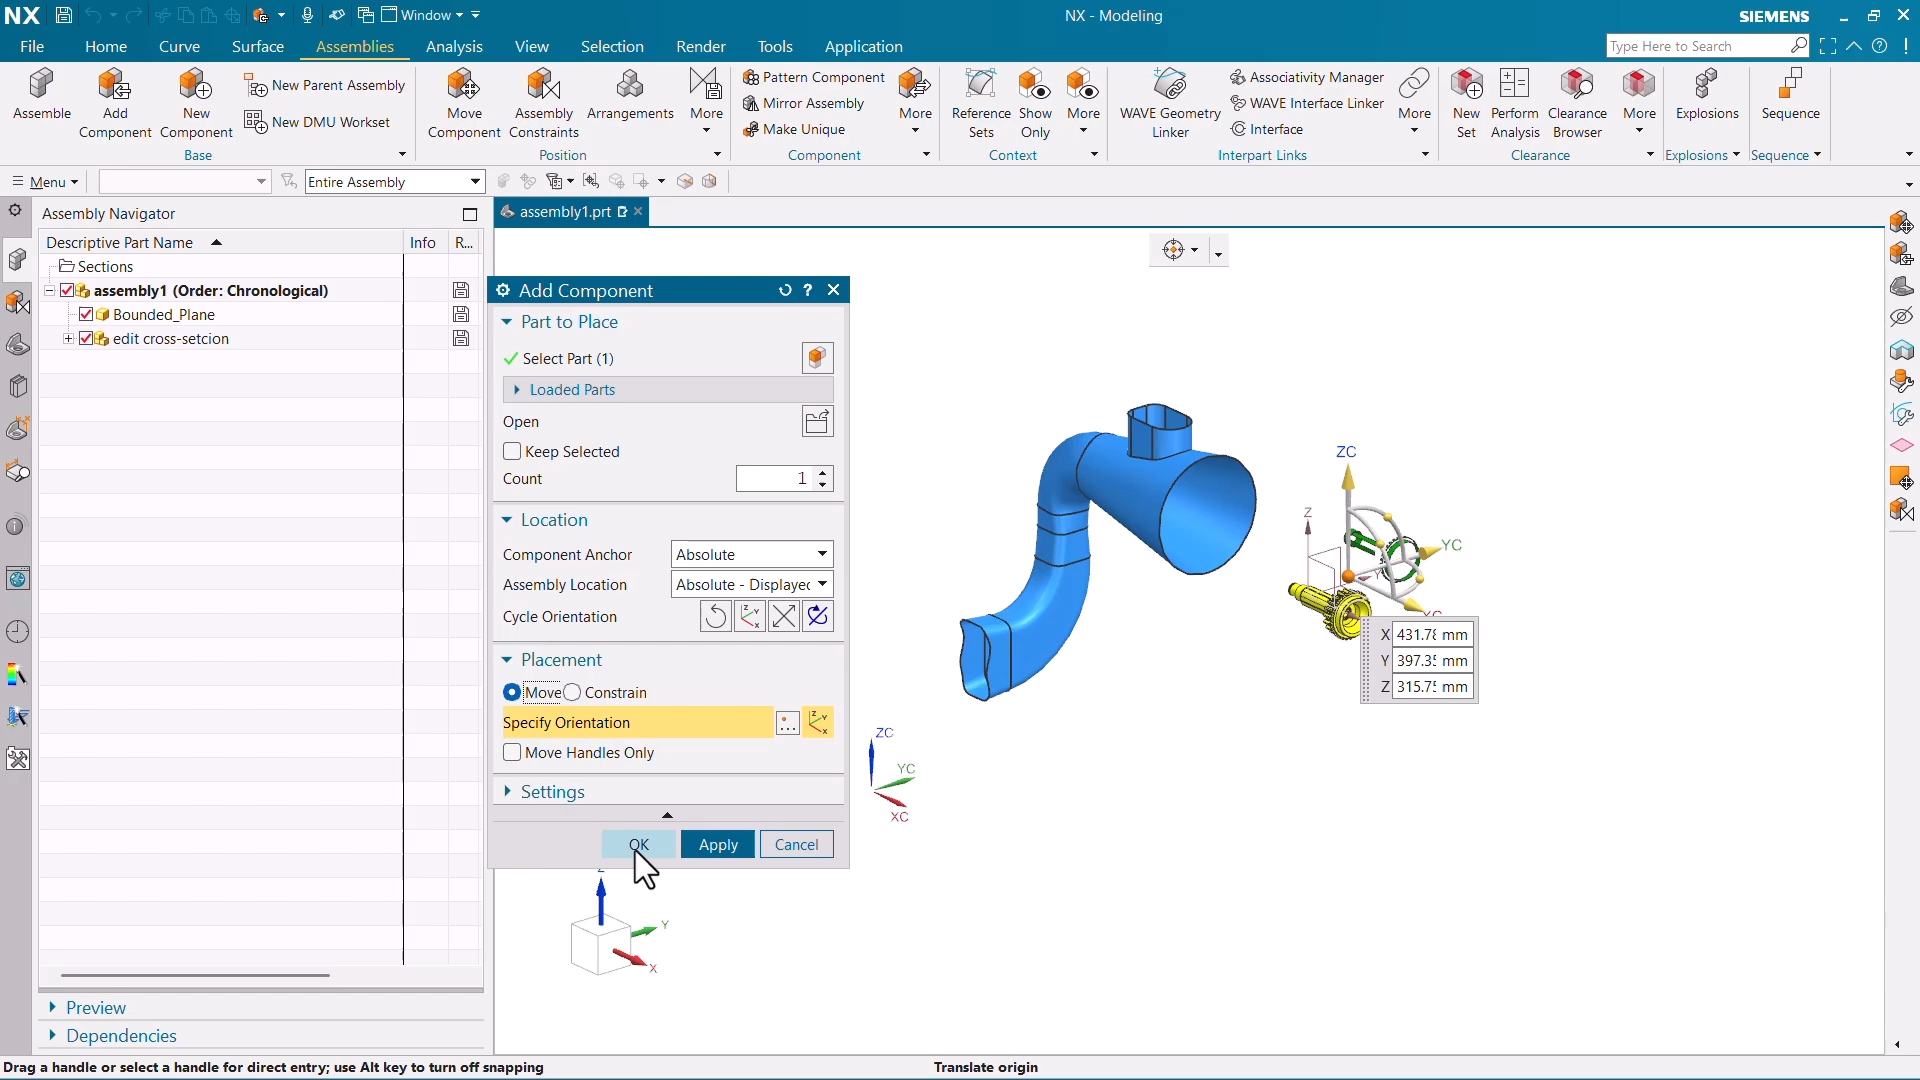 NX
Window
NX - Modeling
SIEMENS
File
Home
Curve
Surface
Assemblies
Analysis
View
Selection
Render
Tools
Application
Type Here to Search
Assemble
Add Component
New Component
New Parent Assembly
New DMU Workset
Base
Move Component
Assembly Constraints
Arrangements
More
Position
Pattern Component
Mirror Assembly
Make Unique
More
Component
Reference Sets
Show Only
More
Context
WAVE Geometry Linker
Associativity Manager
WAVE Interface Linker
Interface
More
Interpart Links
New Set
Perform Analysis
Clearance Browser
More
Clearance
Explosions
Explosions
Sequence
Sequence
Menu
Entire Assembly
Assembly Navigator
Descriptive Part Name
Info
R...
Sections
assembly1 (Order: Chronological)
Bounded_Plane
edit cross-setcion
Preview
Dependencies
assembly1.prt
Add Component
Part to Place
Select Part (1)
Loaded Parts
Open
Keep Selected
Count
1
Location
Component Anchor
Absolute
Assembly Location
Absolute - Displayec
Cycle Orientation
Placement
Move
Constrain
Specify Orientation
Move Handles Only
Settings
OK
Apply
Cancel
ZC
YC
XC
Z
Y
X
ZC
Z
YC
X 431.78 mm
Y 397.35 mm
Z 315.75 mm
Drag a handle or select a handle for direct entry; use Alt key to turn off snapping
Translate origin